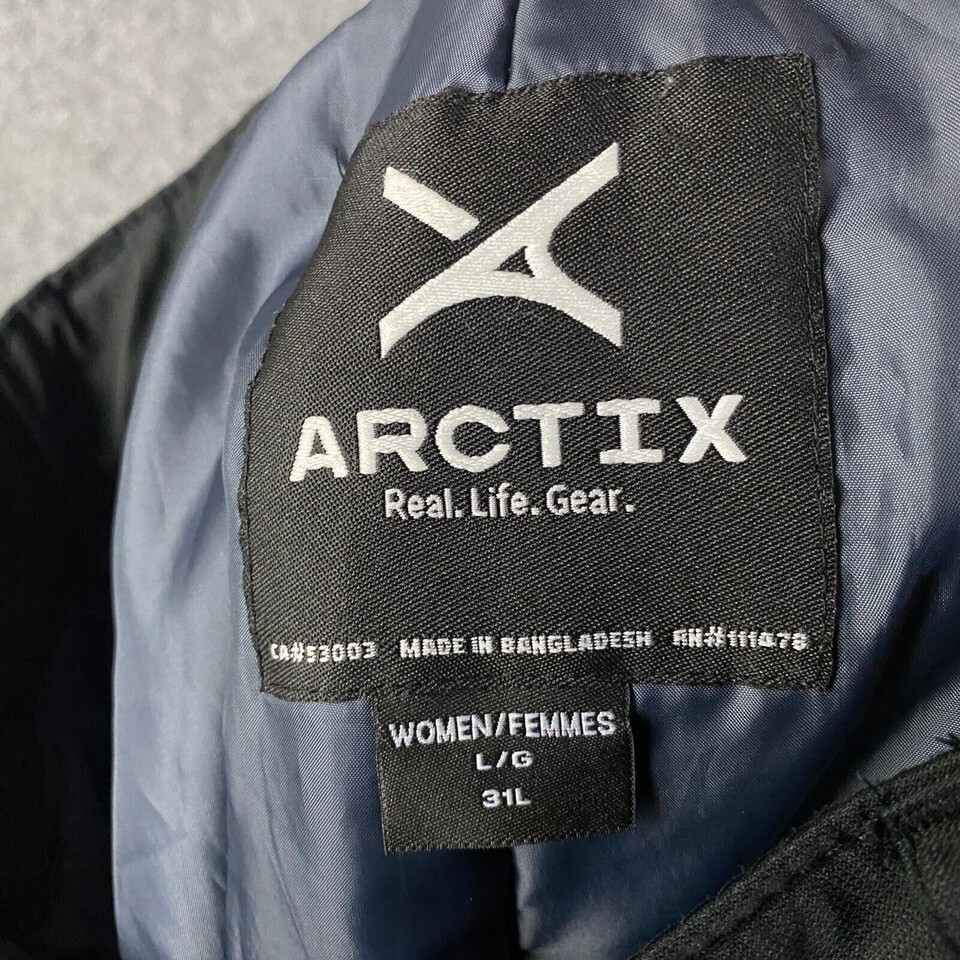 ARCTIX
Real. Life. Gear.
CA#53003 MADE IN BANGLADESH RN#111478
WOMEN/FEMMES
L/G
31L